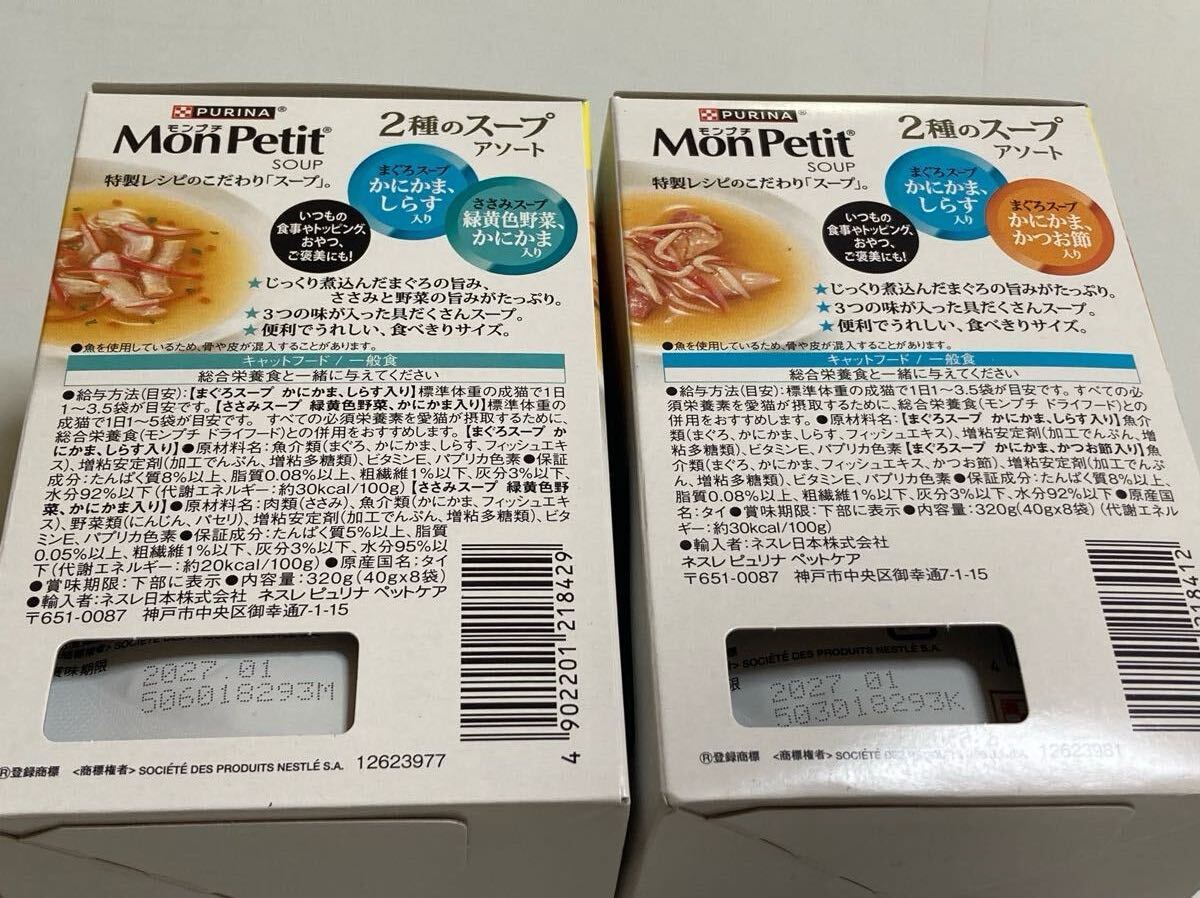 PURINA®
モンプチ
MonPetit®
SOUP
2種のスープ
アソート
特製レシピのこだわり「スープ」。
まぐろスープ
かにかま、
しらす
入り
ささみスープ
緑黄色野菜、
かにかま
入り
いつもの
食事やトッピング、
おやつ、
ご褒美にも!
★じっくり煮込んだまぐろの旨み、
ささみと野菜の旨みがたっぷり。
★3つの味が入った具だくさんスープ。
★便利でうれしい、食べきりサイズ。
●魚を使用しているため、骨や皮が混入することがあります。
キャットフード / 一般食
総合栄養食と一緒に与えてください
●給与方法(目安):【まぐろスープ かにかま、しらす入り】標準体重の成猫で1日
1〜3.5袋が目安です。【ささみスープ 緑黄色野菜、かにかま入り】標準体重の
成猫で1日1〜5袋が目安です。 すべての必須栄養素を愛猫が摂取するために、
総合栄養食(モンプチ ドライフード)との併用をおすすめします。【まぐろスープ か
にかま、しらす入り】●原材料名:魚介類(まぐろ、かにかま、しらす、フィッシュエキ
ス)、増粘安定剤(加工でんぷん、増粘多糖類)、ビタミンE、パプリカ色素 ●保証
成分:たんぱく質8%以上、脂質0.08%以上、粗繊維1%以下、灰分3%以下、
水分92%以下(代謝エネルギー:約30kcal/100g)【ささみスープ 緑黄色野
菜、かにかま入り】●原材料名:肉類(ささみ)、魚介類(かにかま、フィッシュエキ
ス)、野菜類(にんじん、パセリ)、増粘安定剤(加工でんぷん、増粘多糖類)、ビタ
ミンE、パプリカ色素 ●保証成分:たんぱく質5%以上、脂質
0.05%以上、粗繊維1%以下、灰分3%以下、水分95%以
下(代謝エネルギー:約20kcal/100g) ●原産国名:タイ
●賞味期限:下部に表示 ●内容量:320g(40g×8袋)
●輸入者:ネスレ日本株式会社 ネスレ ピュリナ ペットケア
〒651-0087 神戸市中央区御幸通7-1-15
賞味期限
2027.01
506018293M
4 902201 218429
®登録商標 <商標権者> SOCIÉTÉ DES PRODUITS NESTLÉ S.A. 12623977
PURINA®
モンプチ
MonPetit®
SOUP
2種のスープ
アソート
特製レシピのこだわり「スープ」。
まぐろスープ
かにかま、
しらす
入り
まぐろスープ
かにかま、
かつお節
入り
いつもの
食事やトッピング、
おやつ、
ご褒美にも!
★じっくり煮込んだまぐろの旨みがたっぷり。
★3つの味が入った具だくさんスープ。
★便利でうれしい、食べきりサイズ。
●魚を使用しているため、骨や皮が混入することがあります。
キャットフード / 一般食
総合栄養食と一緒に与えてください
●給与方法(目安):標準体重の成猫で1日1〜3.5袋が目安です。すべての必
須栄養素を愛猫が摂取するために、総合栄養食(モンプチ ドライフード)との
併用をおすすめします。 ●原材料名:【まぐろスープ かにかま、しらす入り】魚介
類(まぐろ、かにかま、しらす、フィッシュエキス)、増粘安定剤(加工でんぷん、増
粘多糖類)、ビタミンE、パプリカ色素【まぐろスープ かにかま、かつお節入り】魚
介類(まぐろ、かにかま、フィッシュエキス、かつお節)、増粘安定剤(加工でんぷ
ん、増粘多糖類)、ビタミンE、パプリカ色素 ●保証成分:たんぱく質8%以上、
脂質0.08%以上、粗繊維1%以下、灰分3%以下、水分92%以下 ●原産国
名:タイ ●賞味期限:下部に表示 ●内容量:320g(40g×8袋) (代謝エネル
ギー:約30kcal/100g)
●輸入者:ネスレ日本株式会社
ネスレ ピュリナ ペットケア
〒651-0087 神戸市中央区御幸通7-1-15
SOCIÉTÉ DES PRODUITS NESTLÉ S.A.
限
2027.01
503018293K
218412
®登録商標 <商標権者> SOCIÉTÉ DES PRODUITS NESTLÉ S.A. 12623981